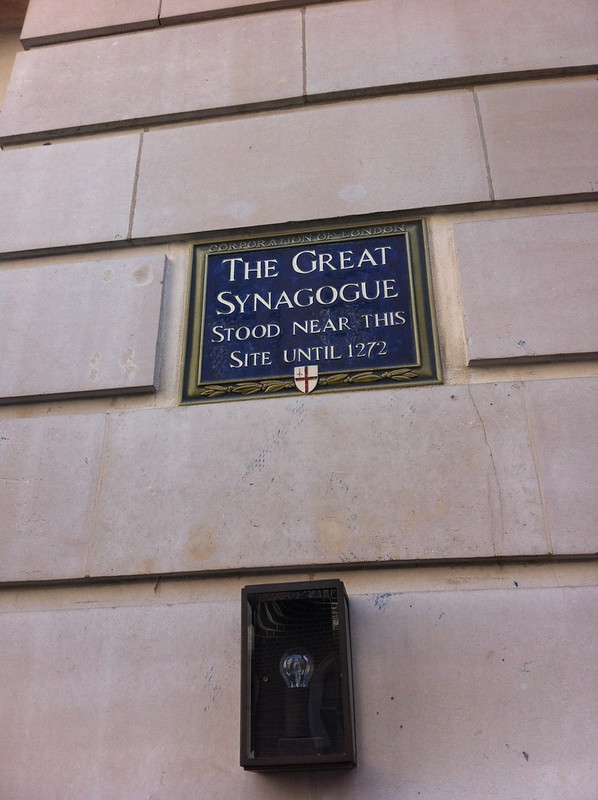 CORPORATION OF LONDON
THE GREAT
SYNAGOGUE
STOOD NEAR THIS
SITE UNTIL 1272